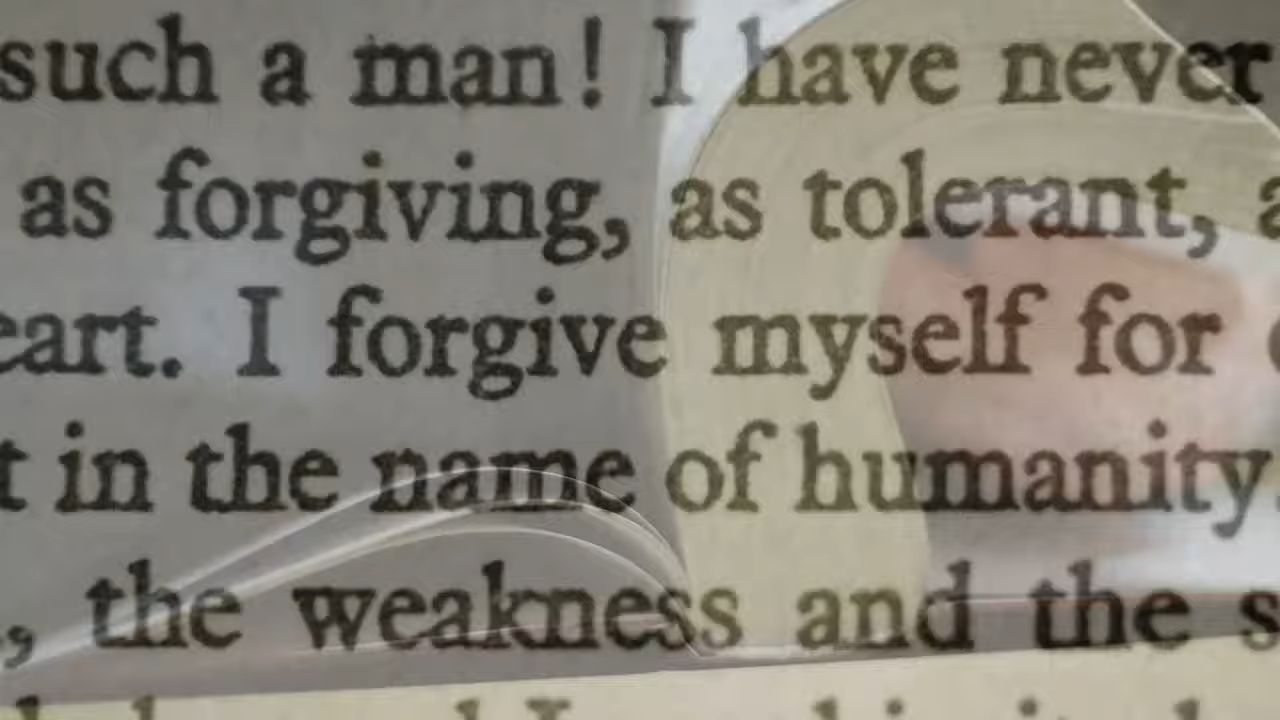 such a man! I have never
as forgiving, as tolerant,
I forgive myself for
in the name of humanity.
the weakness and the